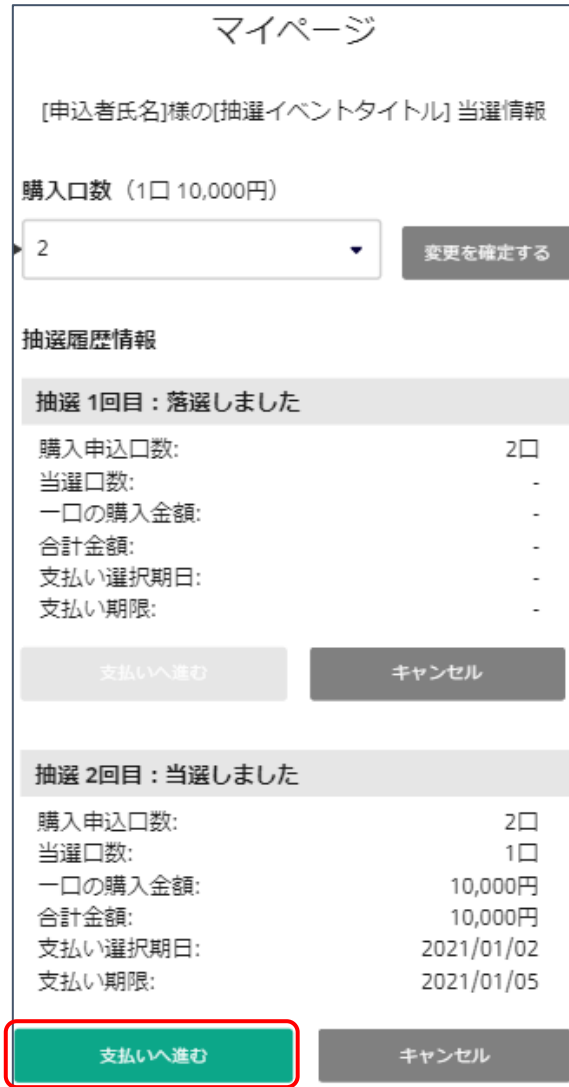 マイページ
[申込者氏名]様の[抽選イベントタイトル] 当選情報
購入口数（1口 10,000円）
2 変更を確定する
抽選履歴情報
抽選 1回目：落選しました
購入申込口数: 2口
当選口数: -
一口の購入金額: -
合計金額: -
支払い選択期日: -
支払い期限: -
支払いへ進む キャンセル
抽選 2回目：当選しました
購入申込口数: 2口
当選口数: 1口
一口の購入金額: 10,000円
合計金額: 10,000円
支払い選択期日: 2021/01/02
支払い期限: 2021/01/05
支払いへ進む キャンセル